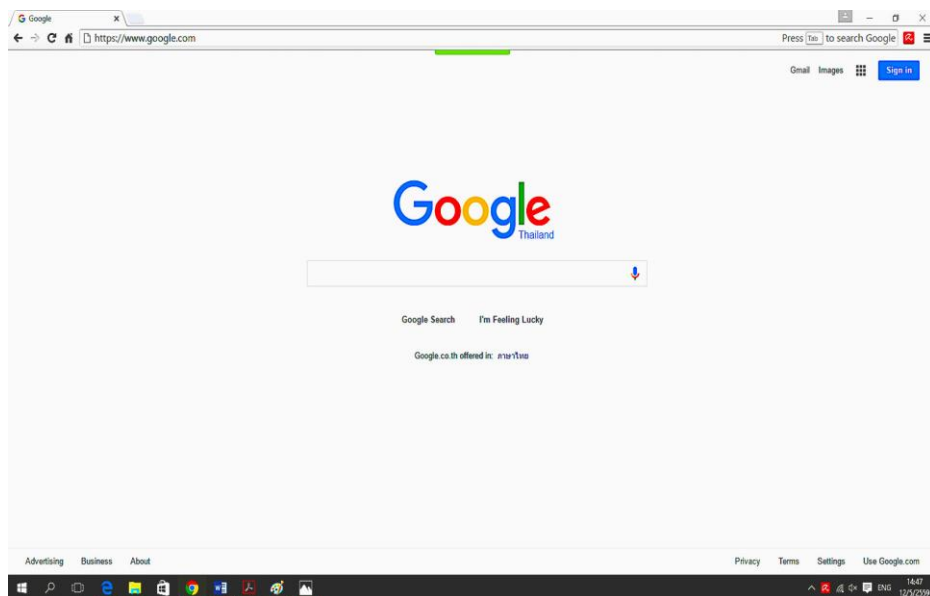 Google
https://www.google.com
Press Tab to search Google
Gmail Images Sign in
Google
Thailand
Google Search I'm Feeling Lucky
Google.co.th offered in: ภาษาไทย
Advertising Business About
Privacy Terms Settings Use Google.com
ENG
14:47
12/5/2559